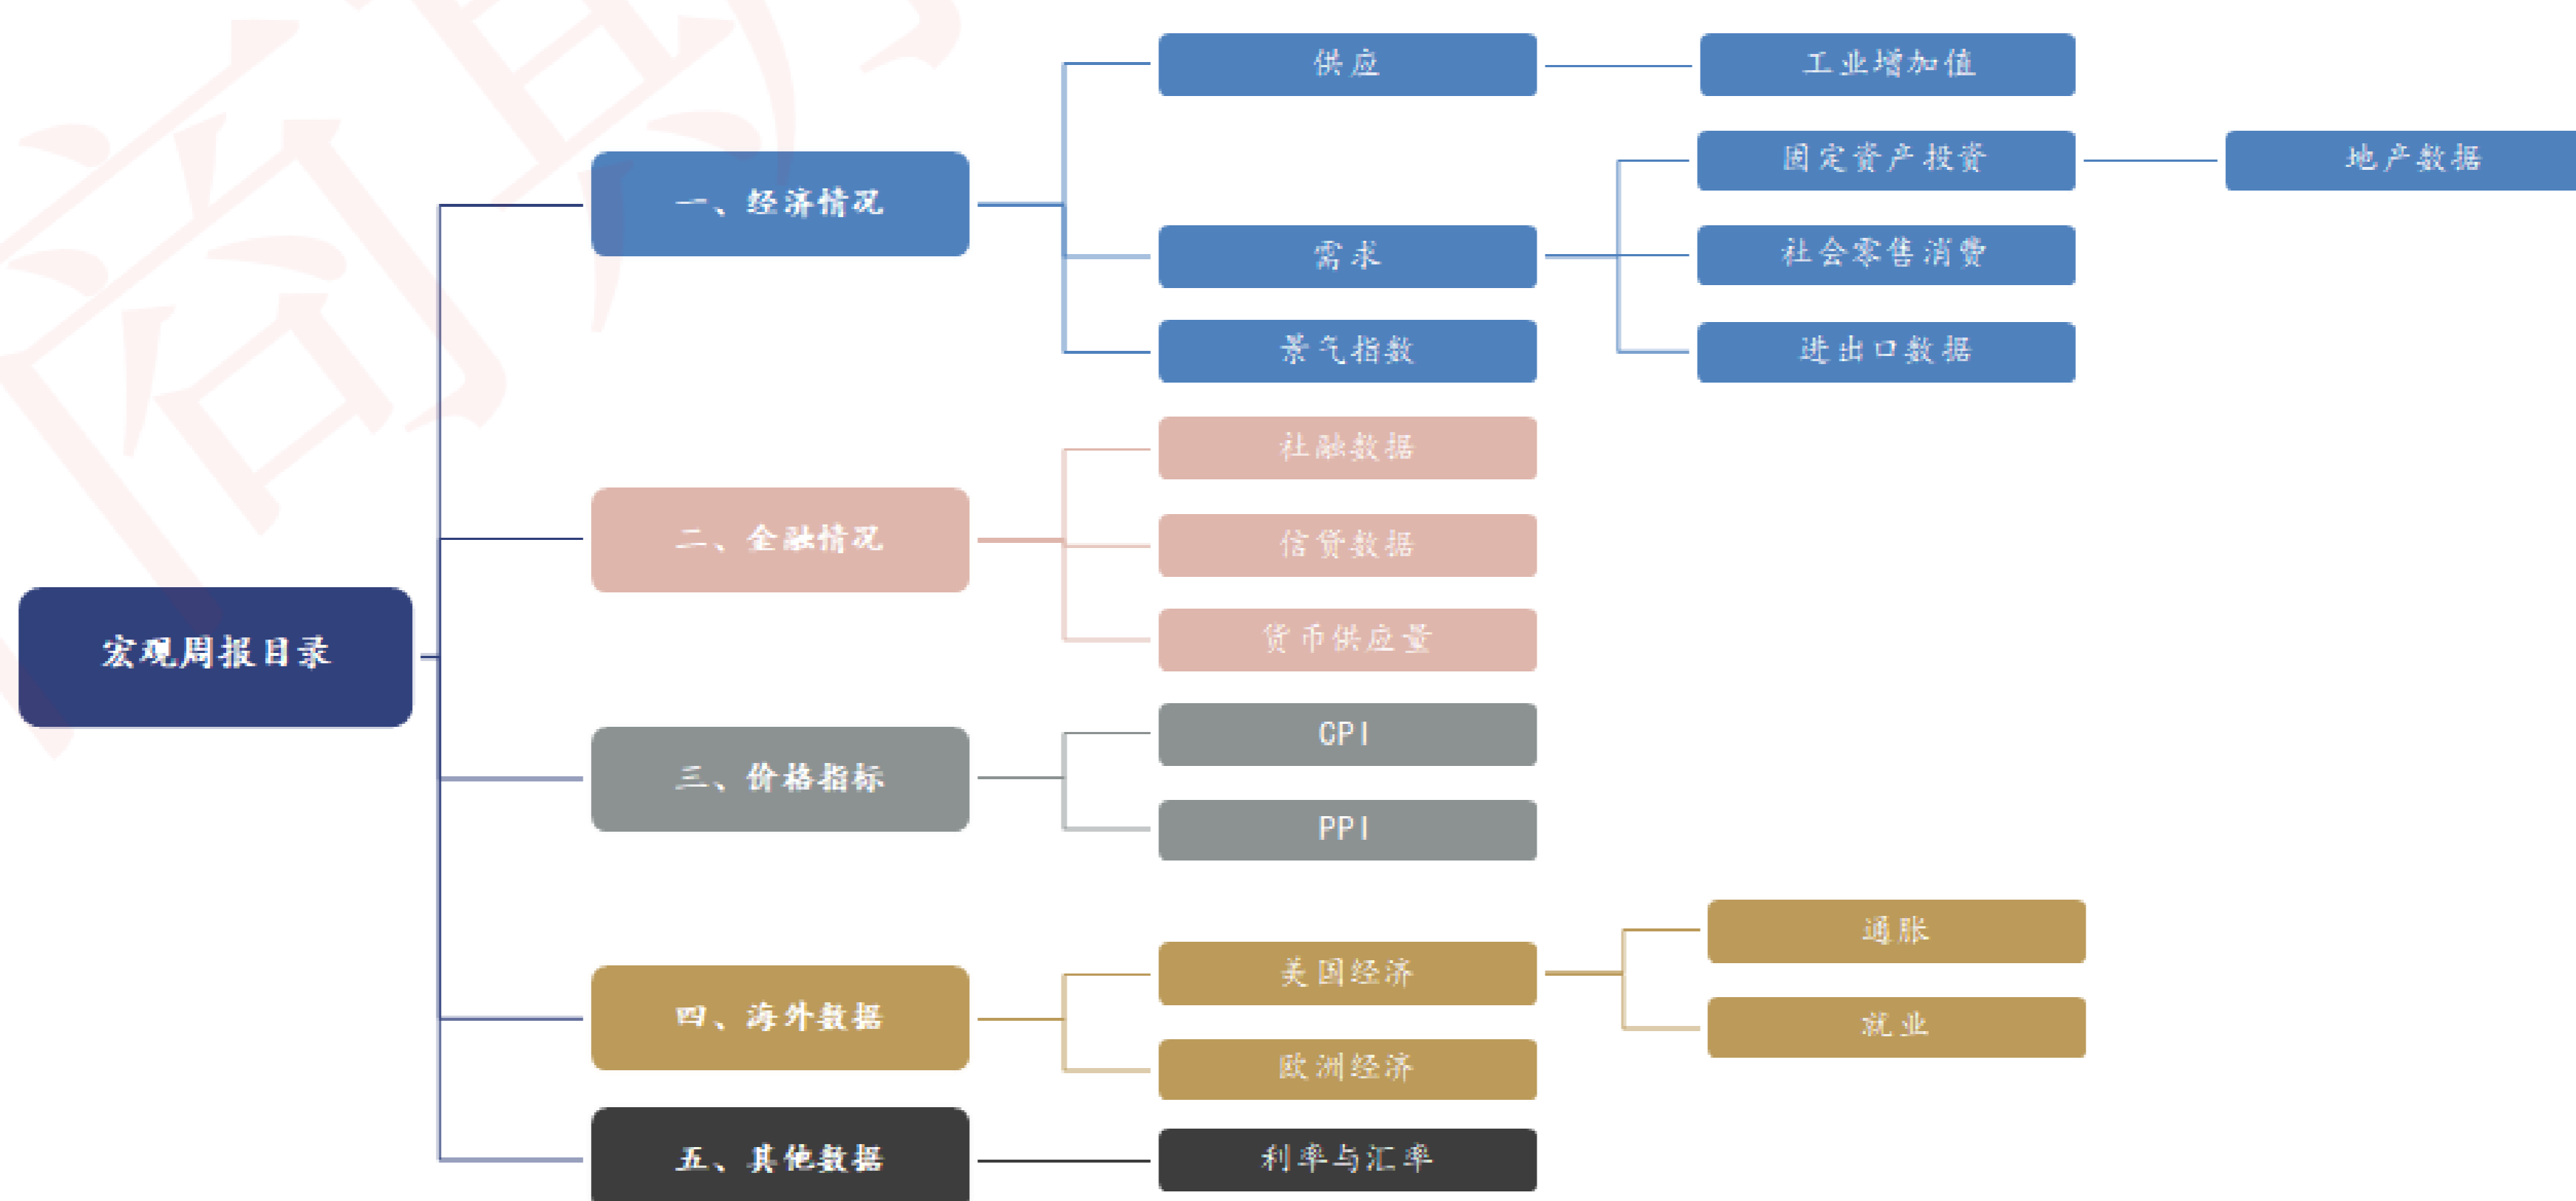 宏观周报目录
一、经济情况
供应
工业增加值
需求
固定资产投资
地产数据
社会零售消费
进出口数据
景气指数
二、金融情况
社融数据
信贷数据
货币供应量
三、价格指标
CPI
PPI
四、海外数据
美国经济
通胀
就业
欧洲经济
五、其他数据
利率与汇率